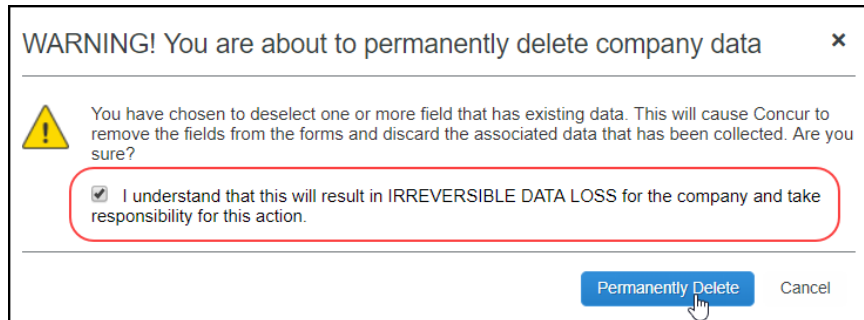 WARNING! You are about to permanently delete company data
You have chosen to deselect one or more field that has existing data. This will cause Concur to
remove the fields from the forms and discard the associated data that has been collected. Are you
sure?
I understand that this will result in IRREVERSIBLE DATA LOSS for the company and take
responsibility for this action.
Permanently Delete
Cancel